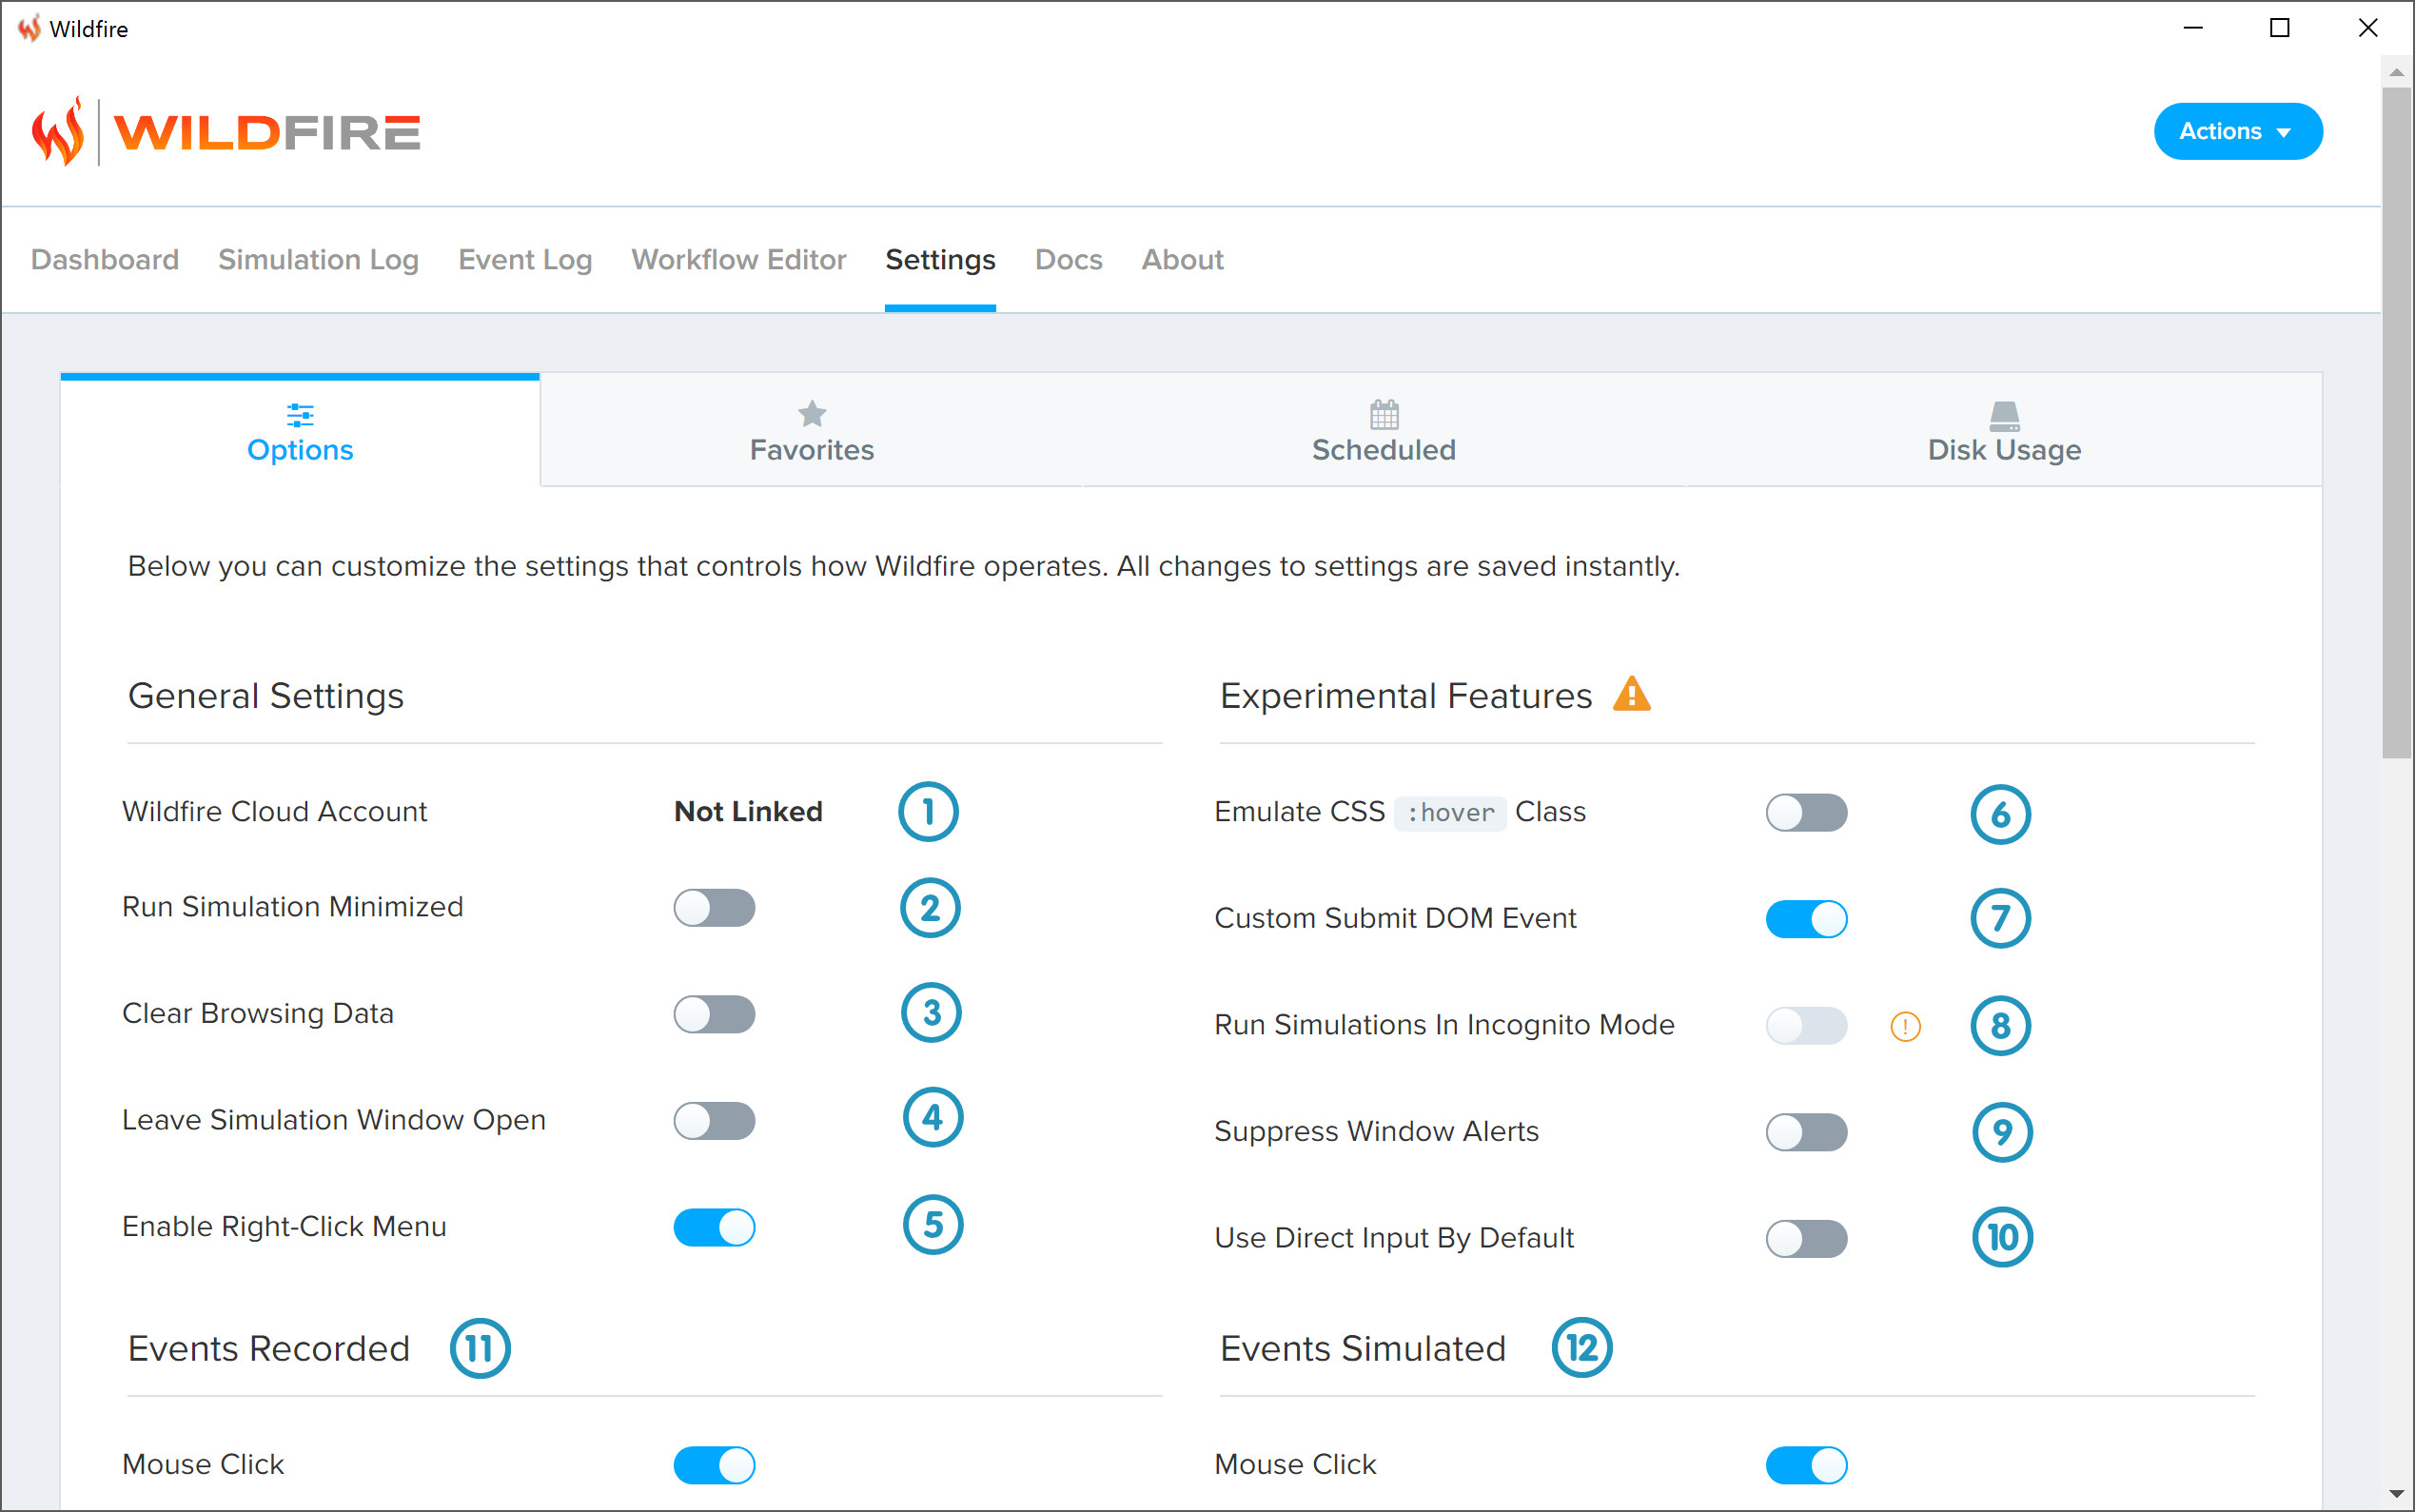 Wildfire
WILDFIRE
Actions
Dashboard Simulation Log Event Log Workflow Editor Settings Docs About
Options Favorites Scheduled Disk Usage
Below you can customize the settings that controls how Wildfire operates. All changes to settings are saved instantly.
General Settings
Wildfire Cloud Account Not Linked 1
Run Simulation Minimized 2
Clear Browsing Data 3
Leave Simulation Window Open 4
Enable Right-Click Menu 5
Experimental Features
Emulate CSS :hover Class 6
Custom Submit DOM Event 7
Run Simulations In Incognito Mode 8
Suppress Window Alerts 9
Use Direct Input By Default 10
Events Recorded 11
Mouse Click
Events Simulated 12
Mouse Click